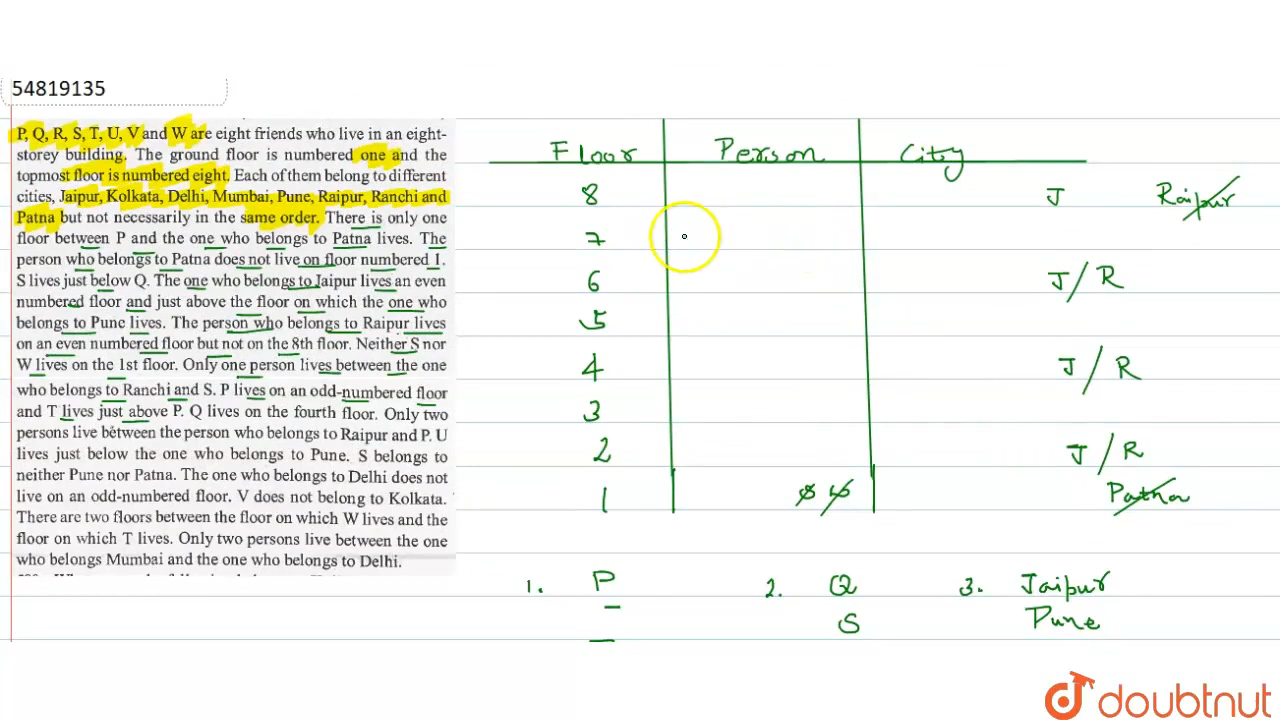 54819135
P, Q, R, S, T, U, V and W are eight friends who live in an eight-
storey building. The ground floor is numbered one and the
topmost floor is numbered eight. Each of them belong to different
cities, Jaipur, Kolkata, Delhi, Mumbai, Pune, Raipur, Ranchi and
Patna but not necessarily in the same order. There is only one
floor between P and the one who belongs to Patna lives. The
person who belongs to Patna does not live on floor numbered 1.
S lives just below Q. The one who belongs to Jaipur lives an even
numbered floor and just above the floor on which the one who
belongs to Pune lives. The person who belongs to Raipur lives
on an even numbered floor but not on the 8th floor. Neither S nor
W lives on the 1st floor. Only one person lives between the one
who belongs to Ranchi and S. P lives on an odd-numbered floor
and T lives just above P. Q lives on the fourth floor. Only two
persons live between the person who belongs to Raipur and P. U
lives just below the one who belongs to Pune. S belongs to
neither Pune nor Patna. The one who belongs to Delhi does not
live on an odd-numbered floor. V does not belong to Kolkata.
There are two floors between the floor on which W lives and the
floor on which T lives. Only two persons live between the one
who belongs Mumbai and the one who belongs to Delhi.
Floor Person City
8 J Raipur
7
6 J/R
5
4 J/R
3
2 J/R
1 S W Patna
1. P 2. Q 3. Jaipur
S Pune
doubtnut